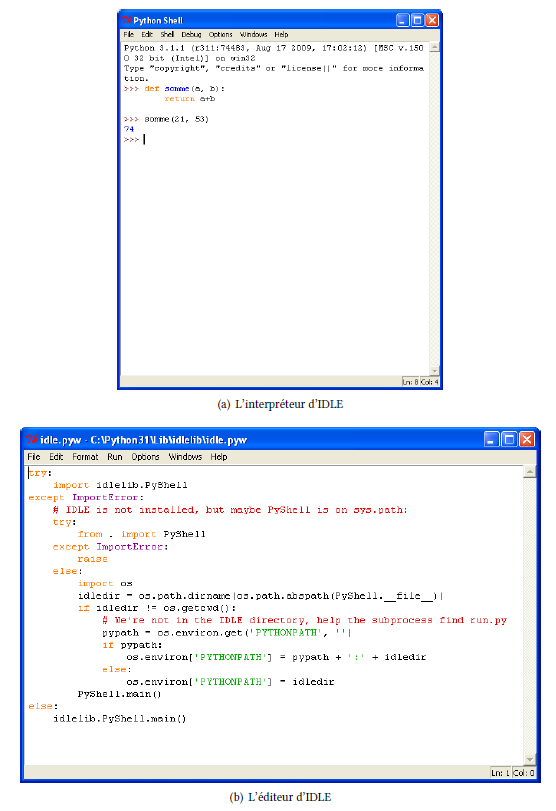 Python Shell
File Edit Shell Debug Options Windows Help
Python 3.1.1 (r311:74483, Aug 17 2009, 17:02:12) [MSC v.150
0 32 bit (Intel)] on win32
Type "copyright", "credits" or "license||" for more informa
tion.
>>> def somme(a, b):
        return a+b
>>> somme(21, 53)
74
>>>
Ln: 8 Col: 4
(a) L'interpréteur d'IDLE
idle.pyw - C:\Python31\Lib\idlelib\idle.pyw
File Edit Format Run Options Windows Help
try:
    import idlelib.PyShell
except ImportError:
    # IDLE is not installed, but maybe PyShell is on sys.path:
    try:
        from . import PyShell
    except ImportError:
        raise
    else:
        import os
        idledir = os.path.dirname|os.path.abspath(PyShell.__file__)|
        if idledir != os.getcwd():
            # We're not in the IDLE directory, help the subprocess find run.py
            pypath = os.environ.get('PYTHONPATH', ''|
            if pypath:
                os.environ['PYTHONPATH'] = pypath + ':' + idledir
            else:
                os.environ['PYTHONPATH'] = idledir
        PyShell.main()
else:
    idlelib.PyShell.main()
Ln: 1 Col: 0
(b) L'éditeur d'IDLE